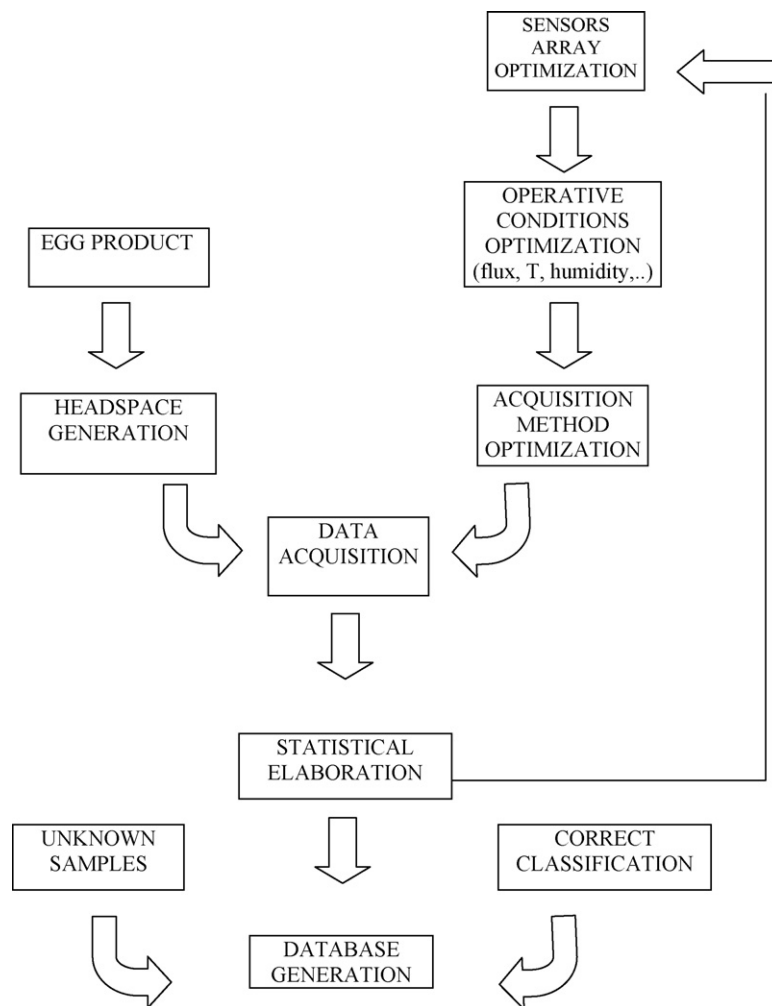 SENSORS
ARRAY
OPTIMIZATION
OPERATIVE
CONDITIONS
OPTIMIZATION
(flux, T, humidity,..)
EGG PRODUCT
HEADSPACE
GENERATION
ACQUISITION
METHOD
OPTIMIZATION
DATA
ACQUISITION
STATISTICAL
ELABORATION
UNKNOWN
SAMPLES
CORRECT
CLASSIFICATION
DATABASE
GENERATION